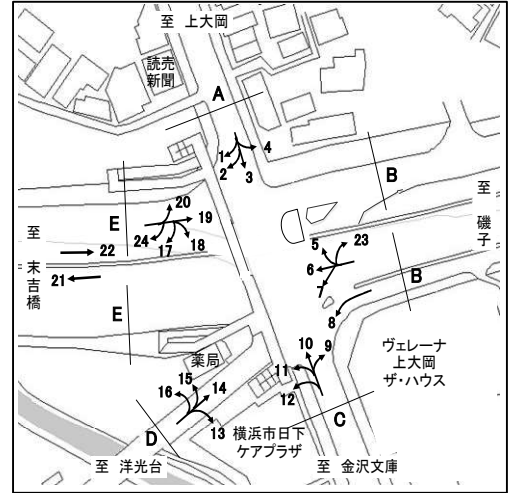 至 上大岡
読売
新聞
A
1
2
3
4
B
至
磯
子
20
19
E
24
17
18
至
末
吉
橋
22
21
5
23
6
7
B
8
E
ヴェレーナ
上大岡
ザ・ハウス
薬局
10
9
11
12
15
14
16
13
C
D
横浜市日下
ケアプラザ
至 洋光台
至 金沢文庫